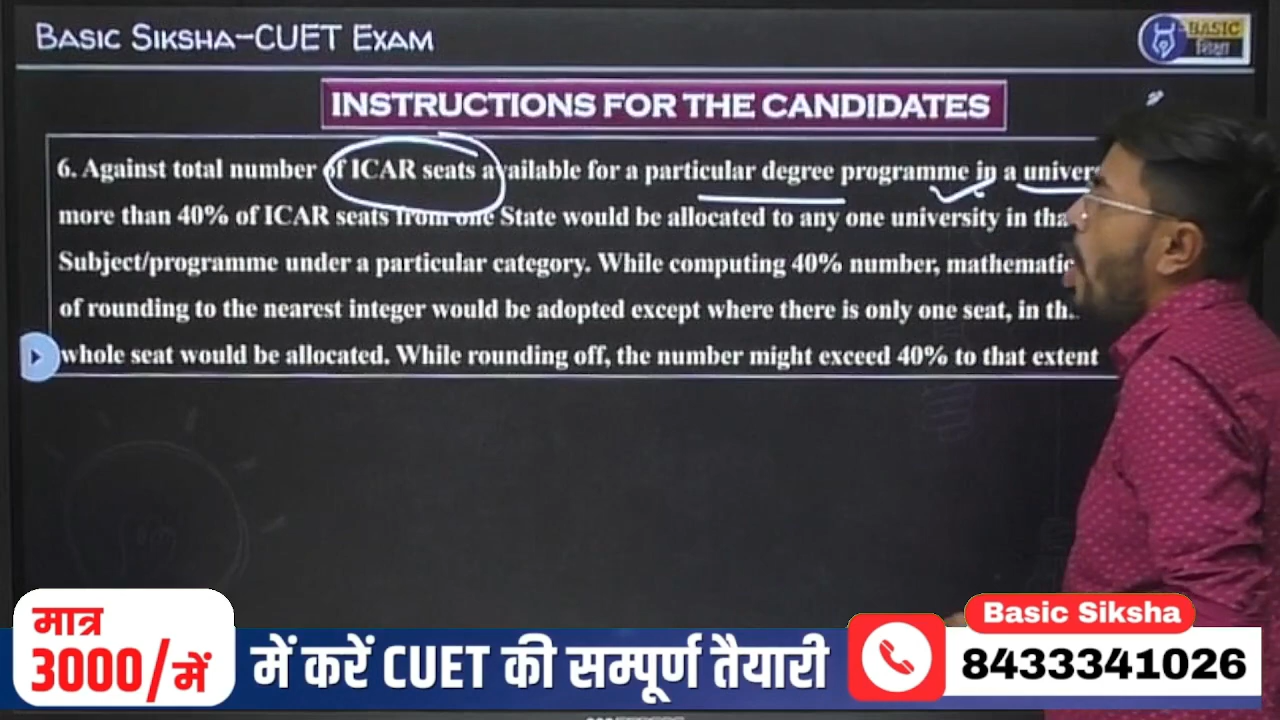 BASIC SIKSHA-CUET EXAM
BASIC
शिक्षा
INSTRUCTIONS FOR THE CANDIDATES
6. Against total number of ICAR seats available for a particular degree programme in a
more than 40% of ICAR seats from one State would be allocated to any one university in
Subject/programme under a particular category. While computing 40% number,
of rounding to the nearest integer would be adopted except where there is only one seat, in
whole seat would be allocated. While rounding off, the number might exceed 40% to that extent
मात्र
3000/में
में करें CUET की सम्पूर्ण तैयारी
Basic Siksha
8433341026